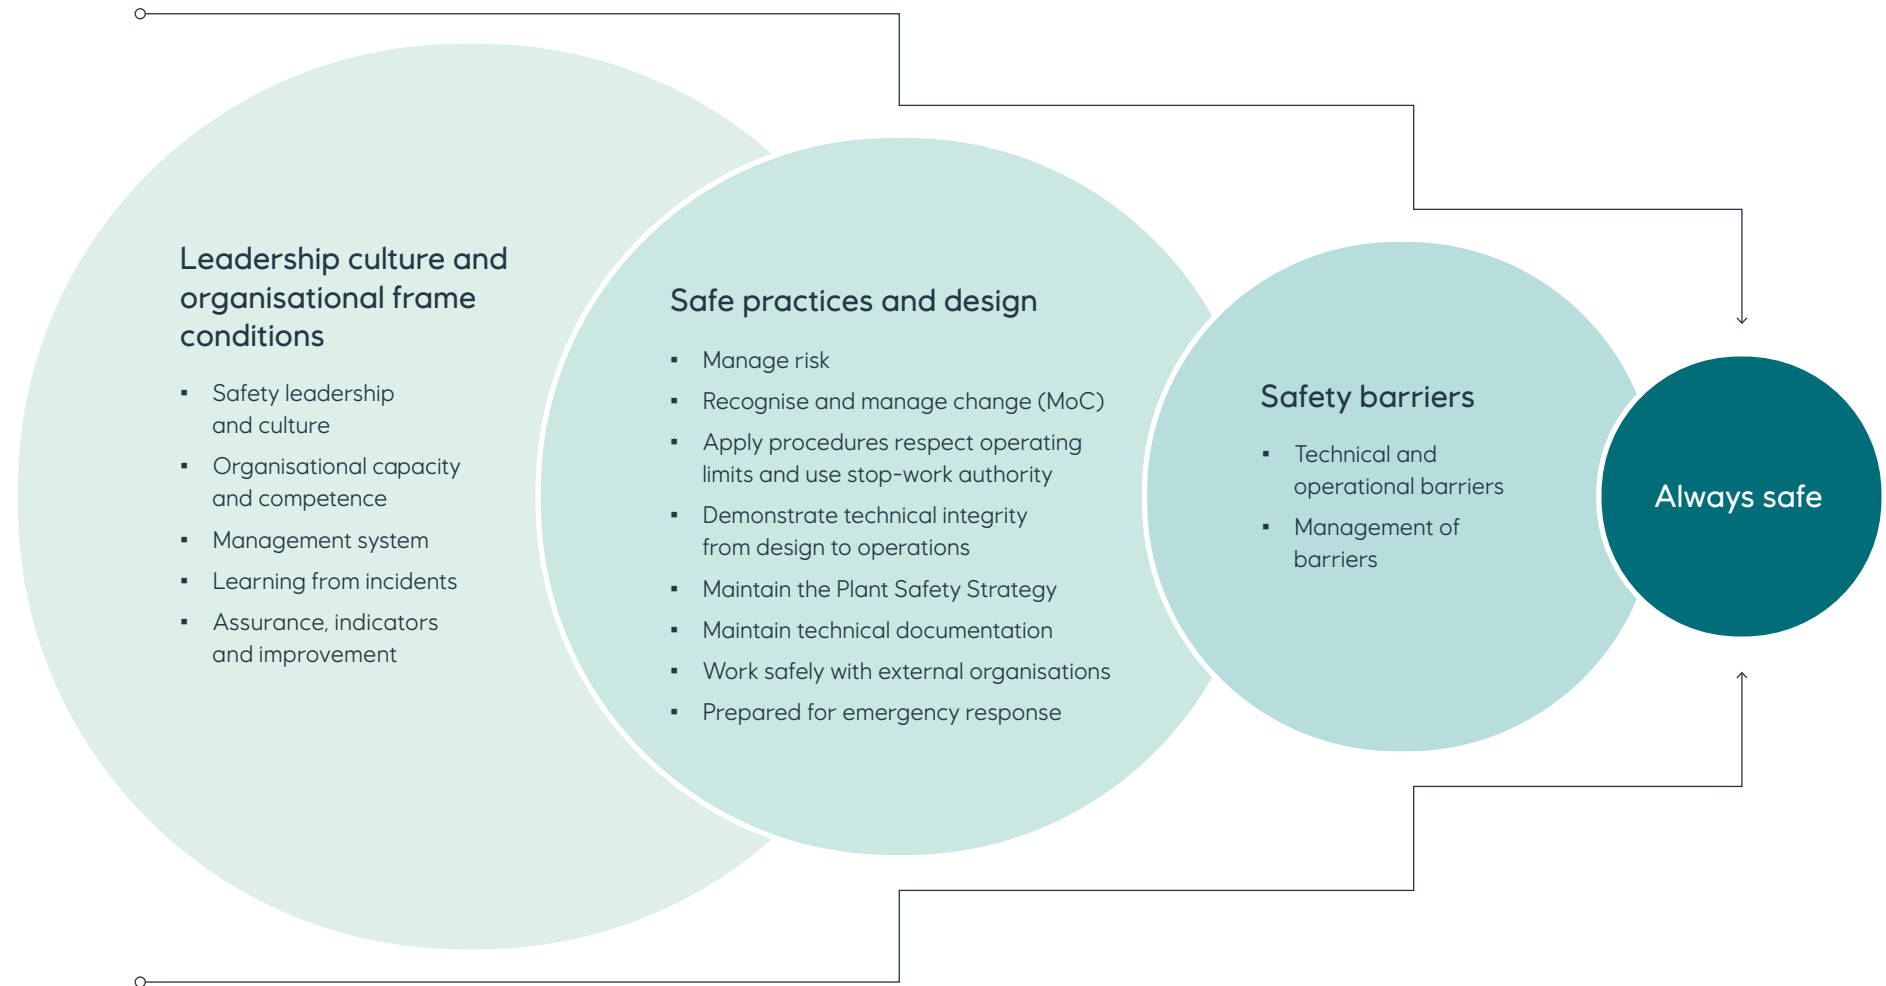 Leadership culture and
organisational frame
conditions
▪ Safety leadership
and culture
▪ Organisational capacity
and competence
▪ Management system
▪ Learning from incidents
▪ Assurance, indicators
and improvement
Safe practices and design
▪ Manage risk
▪ Recognise and manage change (MoC)
▪ Apply procedures respect operating
limits and use stop-work authority
▪ Demonstrate technical integrity
from design to operations
▪ Maintain the Plant Safety Strategy
▪ Maintain technical documentation
▪ Work safely with external organisations
▪ Prepared for emergency response
Safety barriers
▪ Technical and
operational barriers
▪ Management of
barriers
Always safe